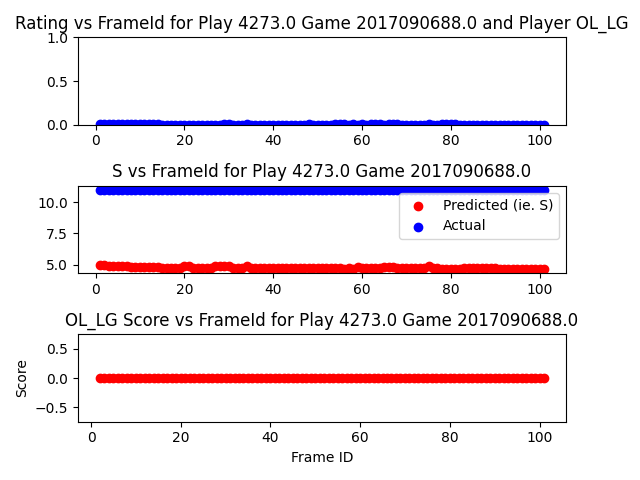 Rating vs FrameId for Play 4273.0 Game 2017090688.0 and Player OL_LG
1.0
0.5
0.0
0 20 40 60 80 100
S vs FrameId for Play 4273.0 Game 2017090688.0
10.0
7.5
5.0
Predicted (ie. S)
Actual
0 20 40 60 80 100
OL_LG Score vs FrameId for Play 4273.0 Game 2017090688.0
Score
0.5
0.0
−0.5
0 20 40 60 80 100
Frame ID